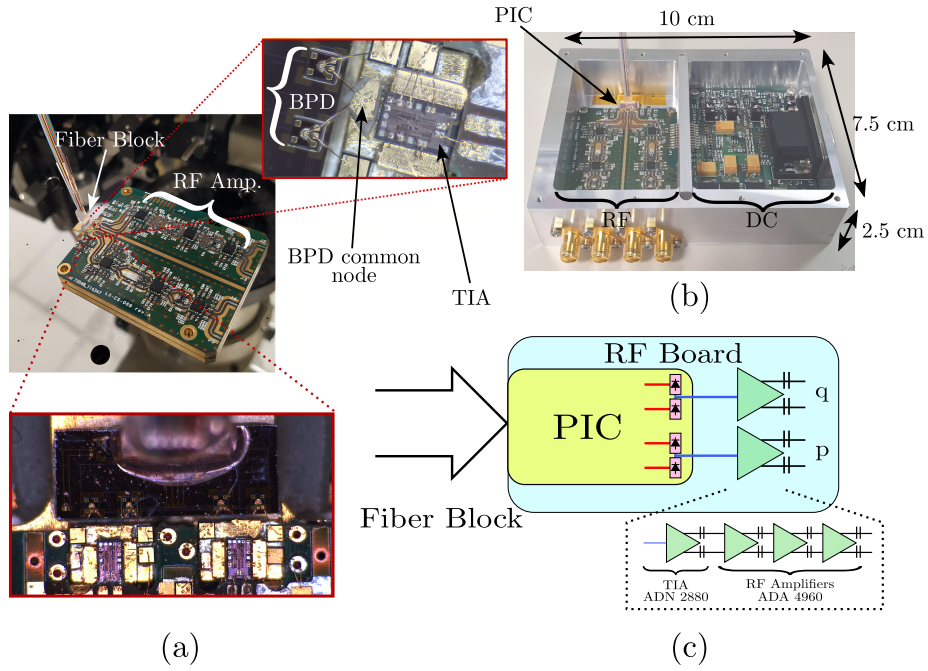 PIC
10 cm
BPD
Fiber Block
RF Amp.
7.5 cm
RF
DC
2.5 cm
BPD common
node
TIA
(b)
RF Board
PIC
q
p
Fiber Block
TIA
ADN 2880
RF Amplifiers
ADA 4960
(a)
(c)